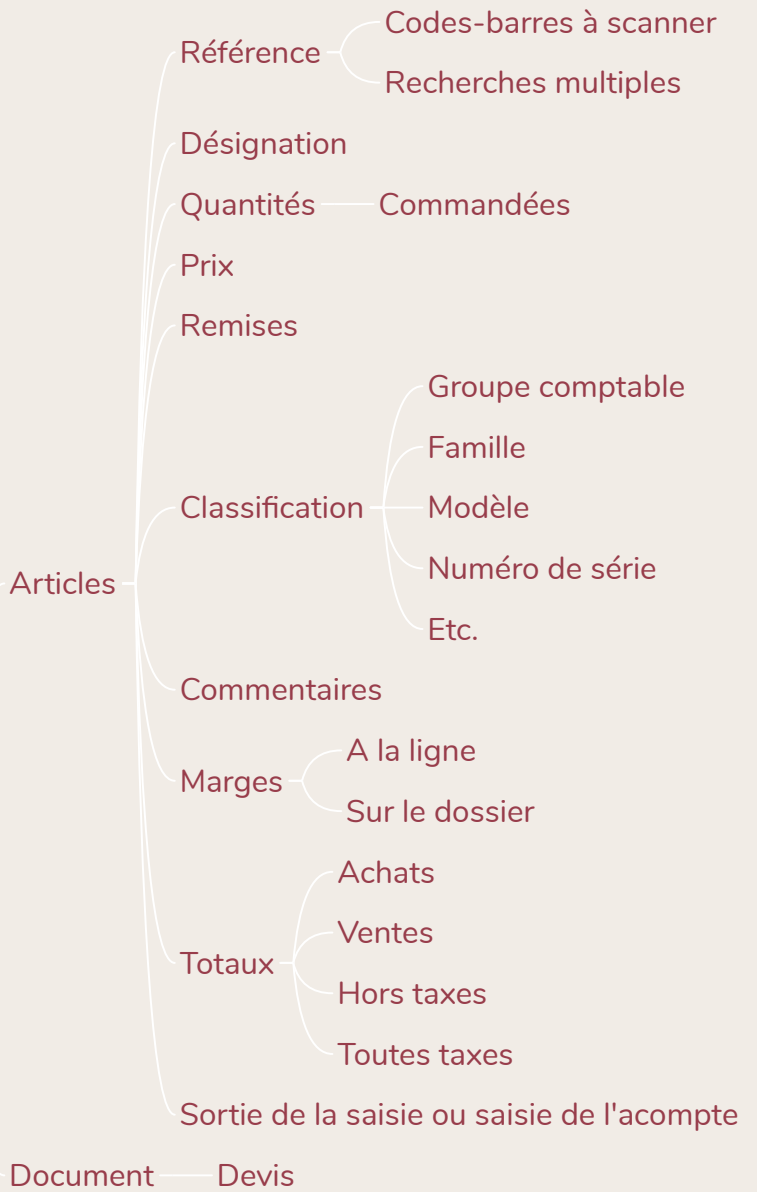 Codes-barres à scanner
Référence
Recherches multiples
Désignation
Quantités Commandées
Prix
Remises
Groupe comptable
Famille
Classification Modèle
Numéro de série
Articles
Etc.
Commentaires
A la ligne
Marges
Sur le dossier
Achats
Ventes
Totaux
Hors taxes
Toutes taxes
Sortie de la saisie ou saisie de l'acompte
Document Devis